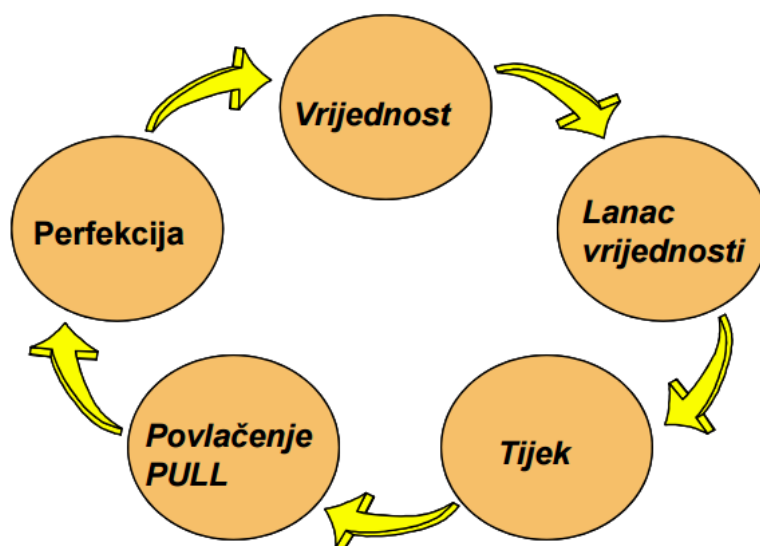 Vrijednost
Lanac
vrijednosti
Tijek
Povlačenje
PULL
Perfekcija